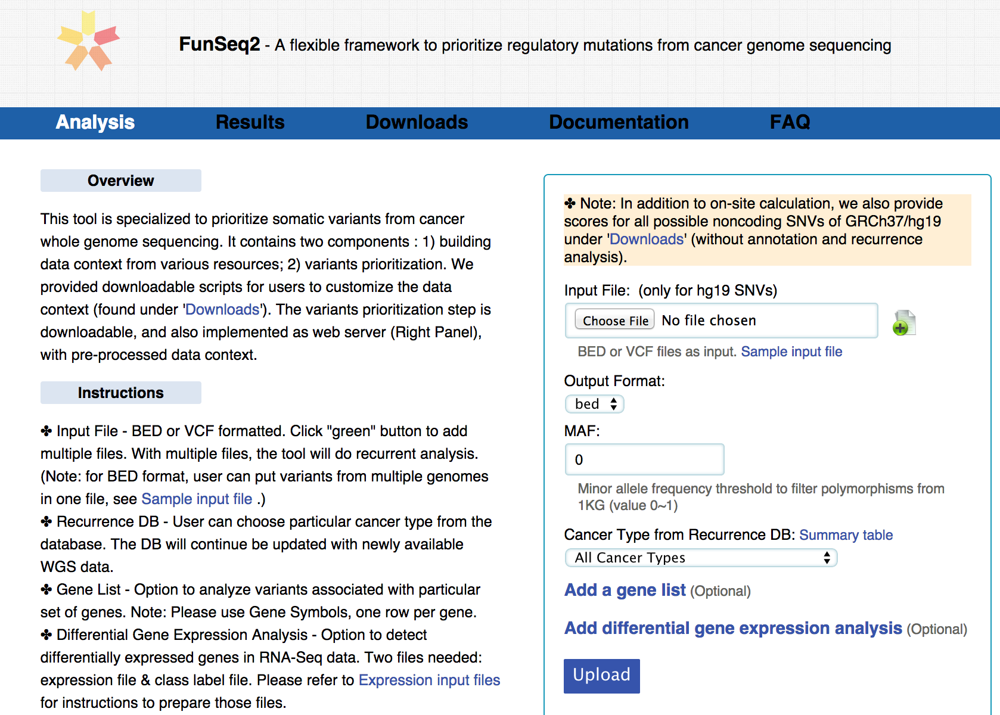 FunSeq2 - A flexible framework to prioritize regulatory mutations from cancer genome sequencing
Analysis Results Downloads Documentation FAQ
Overview
This tool is specialized to prioritize somatic variants from cancer
whole genome sequencing. It contains two components : 1) building
data context from various resources; 2) variants prioritization. We
provided downloadable scripts for users to customize the data
context (found under 'Downloads'). The variants prioritization step is
downloadable, and also implemented as web server (Right Panel),
with pre-processed data context.
Instructions
✤ Input File - BED or VCF formatted. Click "green" button to add
multiple files. With multiple files, the tool will do recurrent analysis.
(Note: for BED format, user can put variants from multiple genomes
in one file, see Sample input file .)
✤ Recurrence DB - User can choose particular cancer type from the
database. The DB will continue be updated with newly available
WGS data.
✤ Gene List - Option to analyze variants associated with particular
set of genes. Note: Please use Gene Symbols, one row per gene.
✤ Differential Gene Expression Analysis - Option to detect
differentially expressed genes in RNA-Seq data. Two files needed:
expression file & class label file. Please refer to Expression input files
for instructions to prepare those files.
✤ Note: In addition to on-site calculation, we also provide
scores for all possible noncoding SNVs of GRCh37/hg19
under 'Downloads' (without annotation and recurrence
analysis).
Input File: (only for hg19 SNVs)
Choose File No file chosen
BED or VCF files as input. Sample input file
Output Format:
bed
MAF:
0
Minor allele frequency threshold to filter polymorphisms from
1KG (value 0~1)
Cancer Type from Recurrence DB: Summary table
All Cancer Types
Add a gene list (Optional)
Add differential gene expression analysis (Optional)
Upload